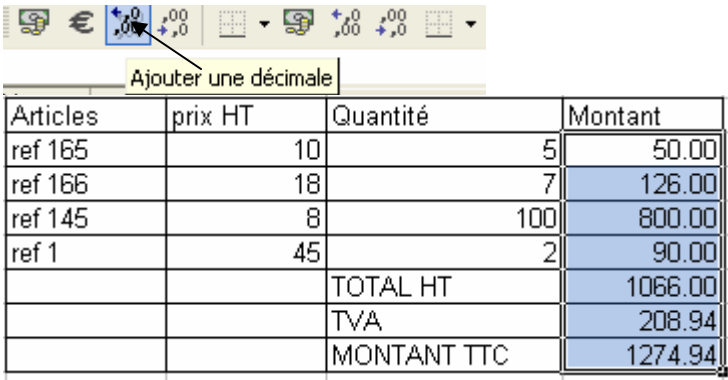 Ajouter une décimale
Articles prix HT Quantité Montant
ref 165 10 5 50.00
ref 166 18 7 126.00
ref 145 8 100 800.00
ref 1 45 2 90.00
TOTAL HT 1066.00
TVA 208.94
MONTANT TTC 1274.94